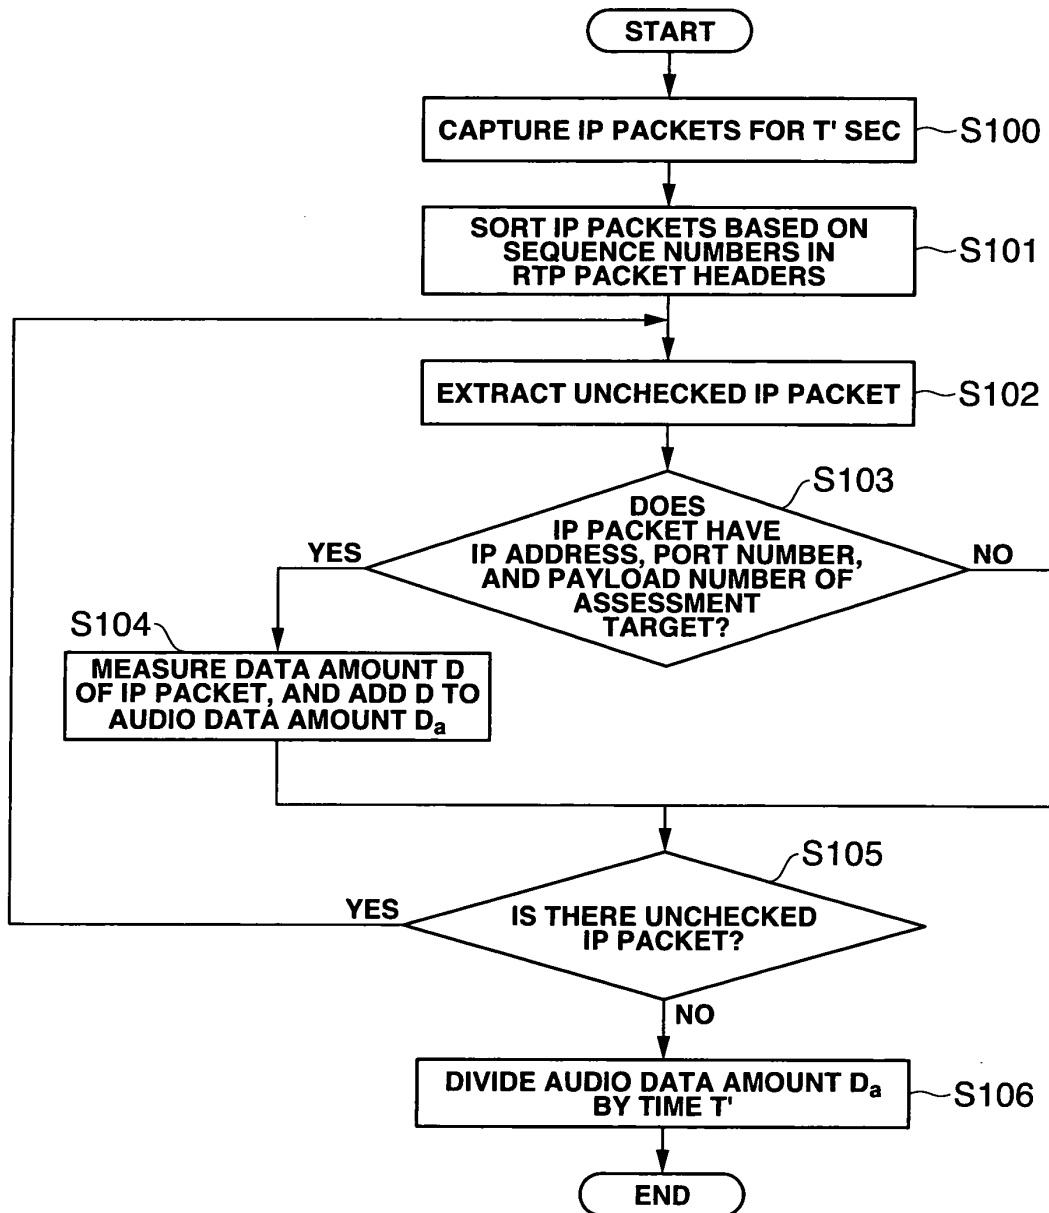 START
CAPTURE IP PACKETS FOR T' SEC
S100
SORT IP PACKETS BASED ON
SEQUENCE NUMBERS IN
RTP PACKET HEADERS
S101
EXTRACT UNCHECKED IP PACKET
S102
S103
DOES
IP PACKET HAVE
IP ADDRESS, PORT NUMBER,
AND PAYLOAD NUMBER OF
ASSESSMENT
TARGET?
YES
NO
S104
MEASURE DATA AMOUNT D
OF IP PACKET, AND ADD D TO
AUDIO DATA AMOUNT Da
S105
IS THERE UNCHECKED
IP PACKET?
YES
NO
DIVIDE AUDIO DATA AMOUNT Da
BY TIME T'
S106
END